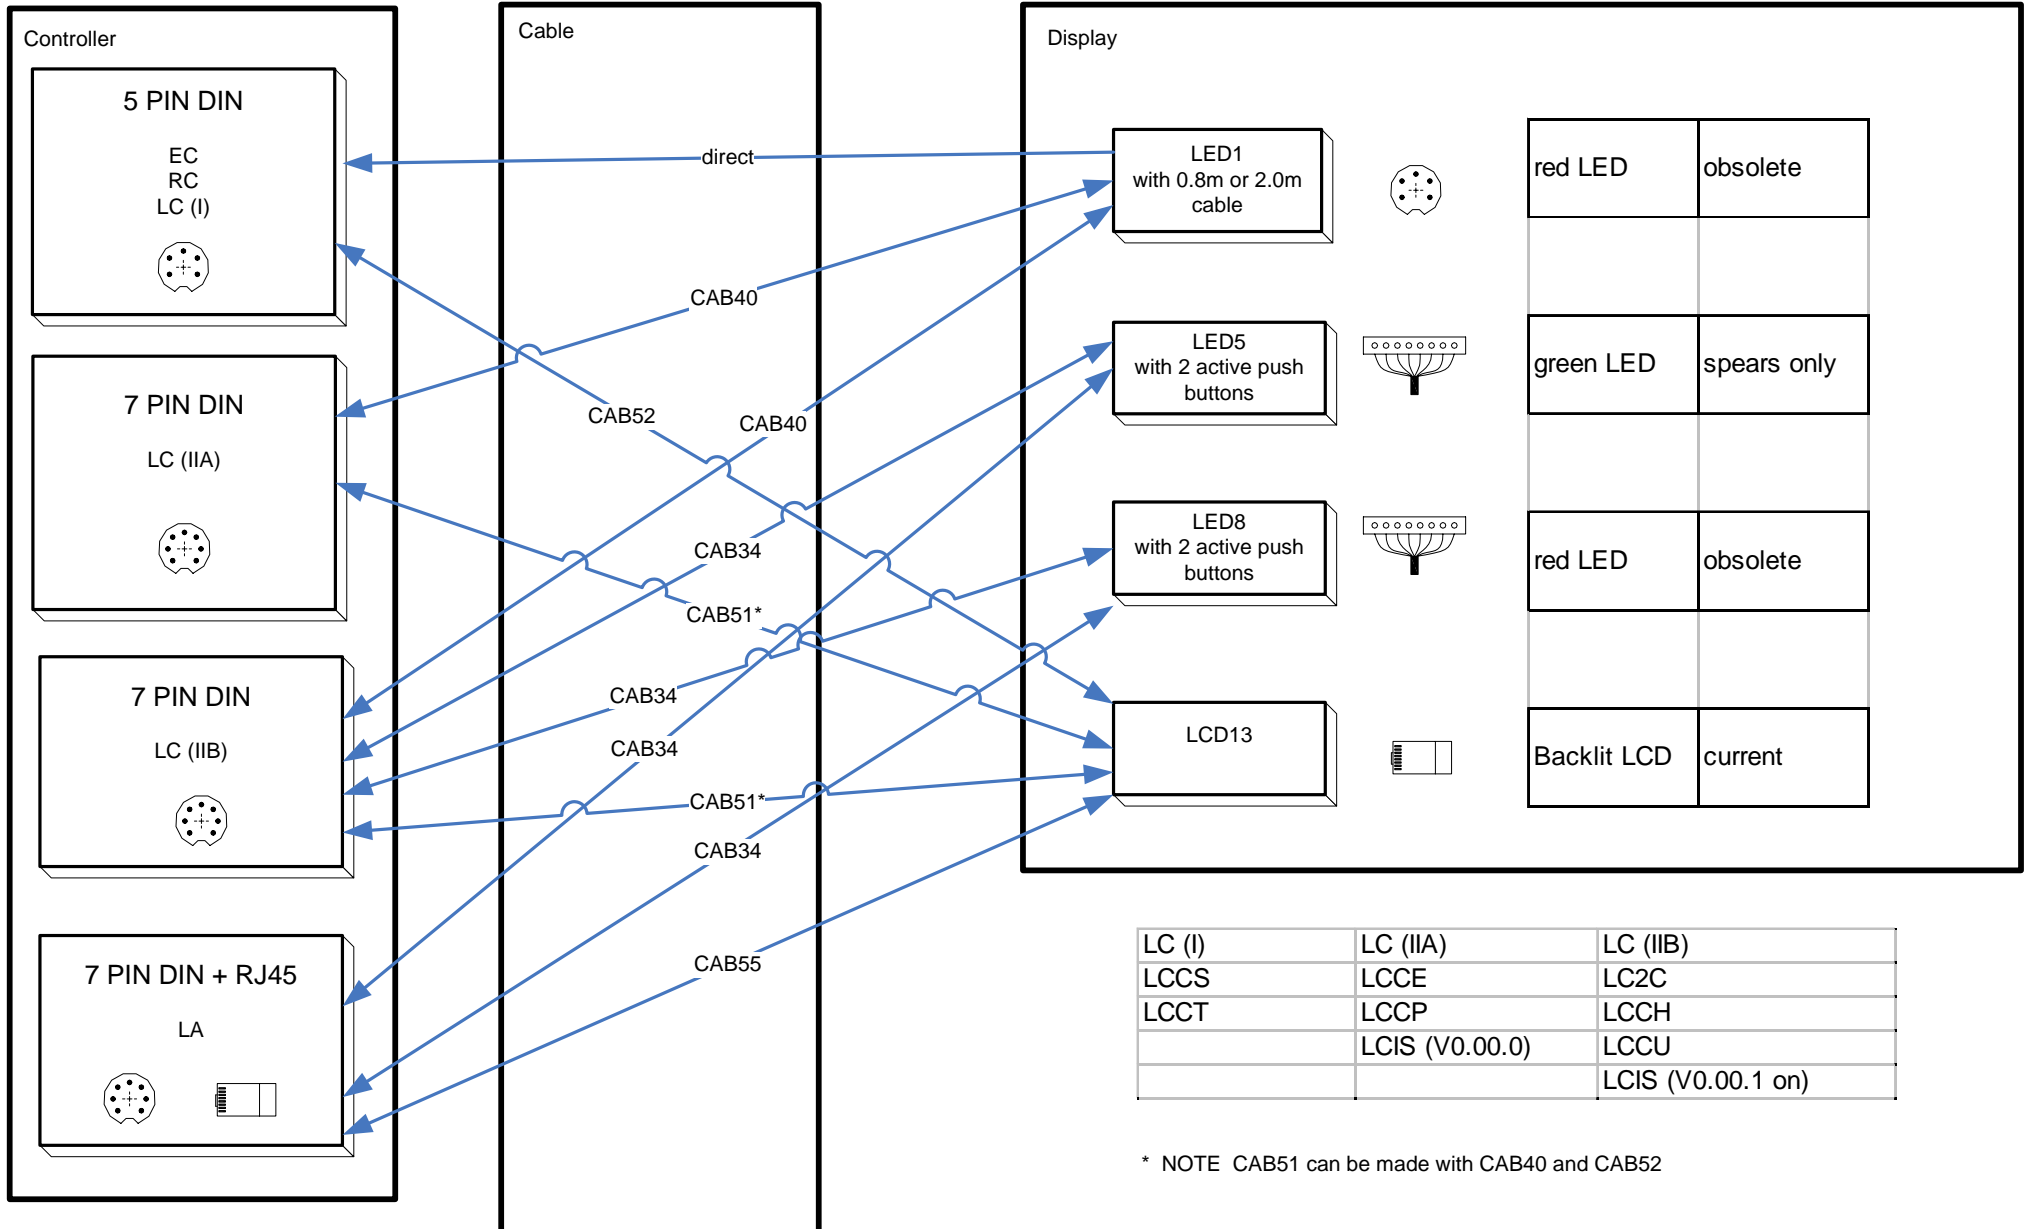 Controller
5 PIN DIN
EC
RC
LC (I)
7 PIN DIN
LC (IIA)
7 PIN DIN
LC (IIB)
7 PIN DIN + RJ45
LA
Cable
direct
CAB40
CAB52
CAB40
CAB34
CAB51*
CAB34
CAB34
CAB51*
CAB34
CAB55
Display
LED1
with 0.8m or 2.0m
cable
red LED obsolete
LED5
with 2 active push
buttons
green LED spears only
LED8
with 2 active push
buttons
red LED obsolete
LCD13
Backlit LCD current
LC (I) LC (IIA) LC (IIB)
LCCS LCCE LC2C
LCCT LCCP LCCH
LCIS (V0.00.0) LCCU
LCIS (V0.00.1 on)
* NOTE CAB51 can be made with CAB40 and CAB52